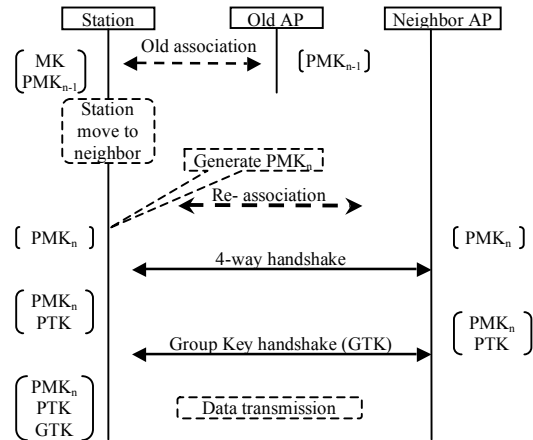 Station Old AP Neighbor AP
Old association
MK
PMKn-1
[PMKn-1]
Station
move to
neighbor
Generate PMKn
Re- association
[PMKn] [PMKn]
4-way handshake
PMKn
PTK
PMKn
PTK
Group Key handshake (GTK)
PMKn
PTK
GTK
Data transmission